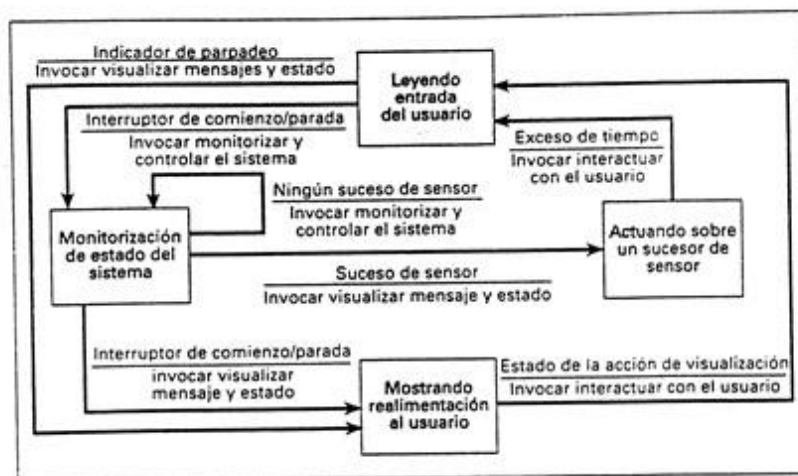 Indicador de parpadeo
Invocar visualizar mensajes y estado
Leyendo
entrada
del usuario
Interruptor de comienzo/parada
Invocar monitorizar y
controlar el sistema
Exceso de tiempo
Invocar interactuar
con el usuario
Ningún suceso de sensor
Invocar monitorizar y
controlar el sistema
Monitorización
de estado del
sistema
Actuando sobre
un sucesor de
sensor
Suceso de sensor
Invocar visualizar mensaje y estado
Interruptor de comienzo/parada
invocar visualizar
mensaje y estado
Mostrando
realimentación
al usuario
Estado de la acción de visualización
Invocar interactuar con el usuario